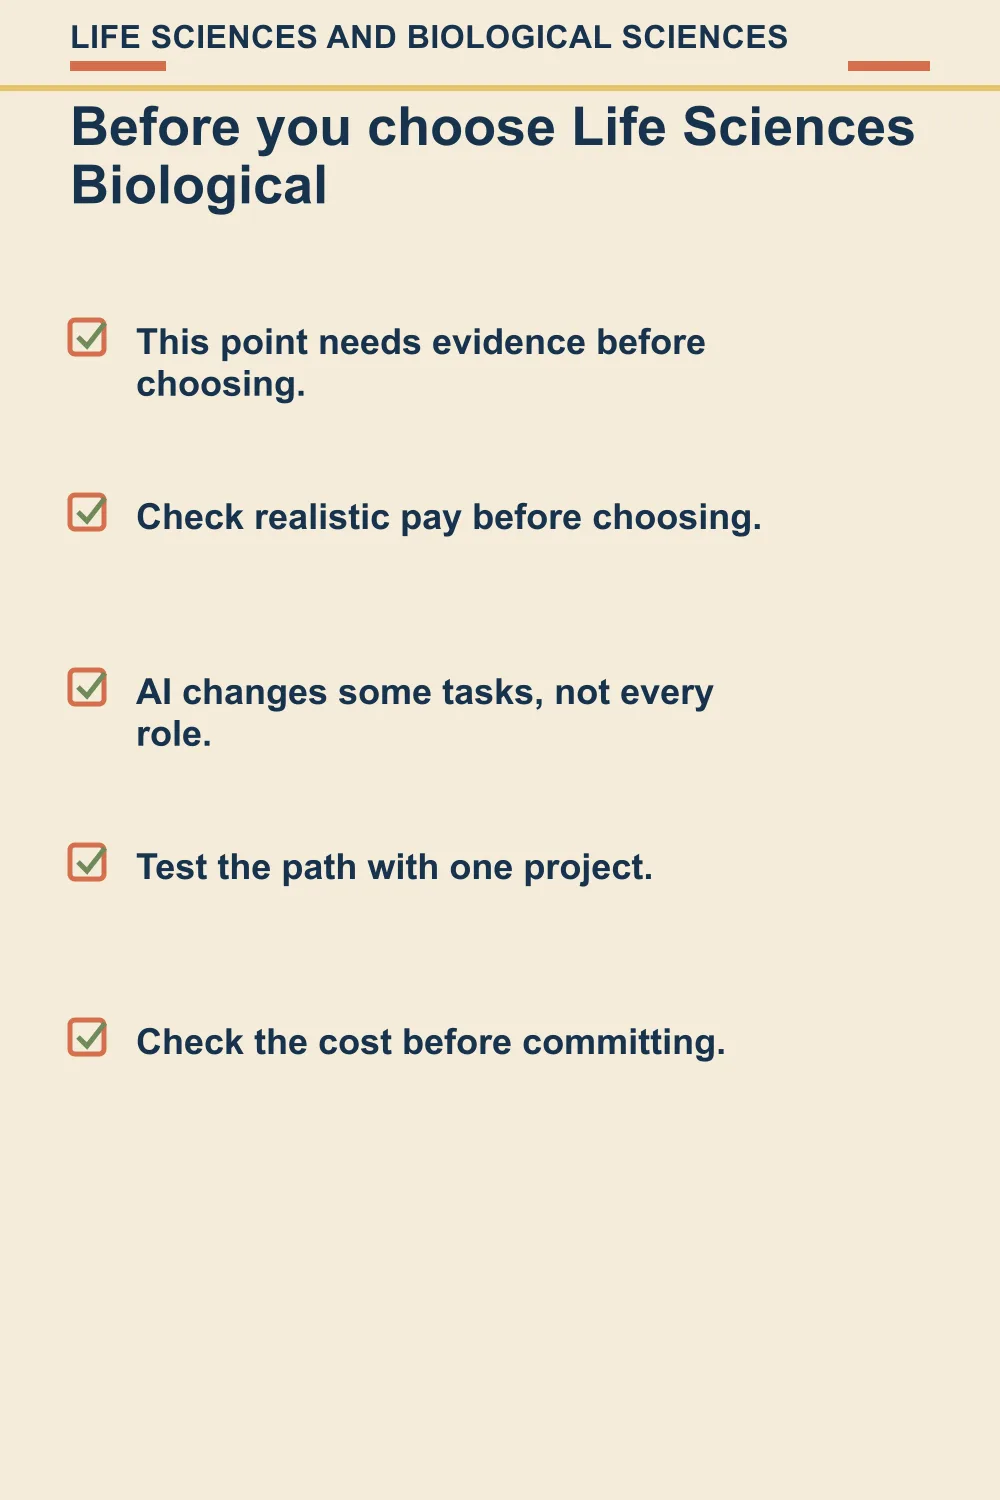 LIFE SCIENCES AND BIOLOGICAL SCIENCES
Before you choose Life Sciences
Biological
This point needs evidence before
choosing.
Check realistic pay before choosing.
AI changes some tasks, not every
role.
Test the path with one project.
Check the cost before committing.